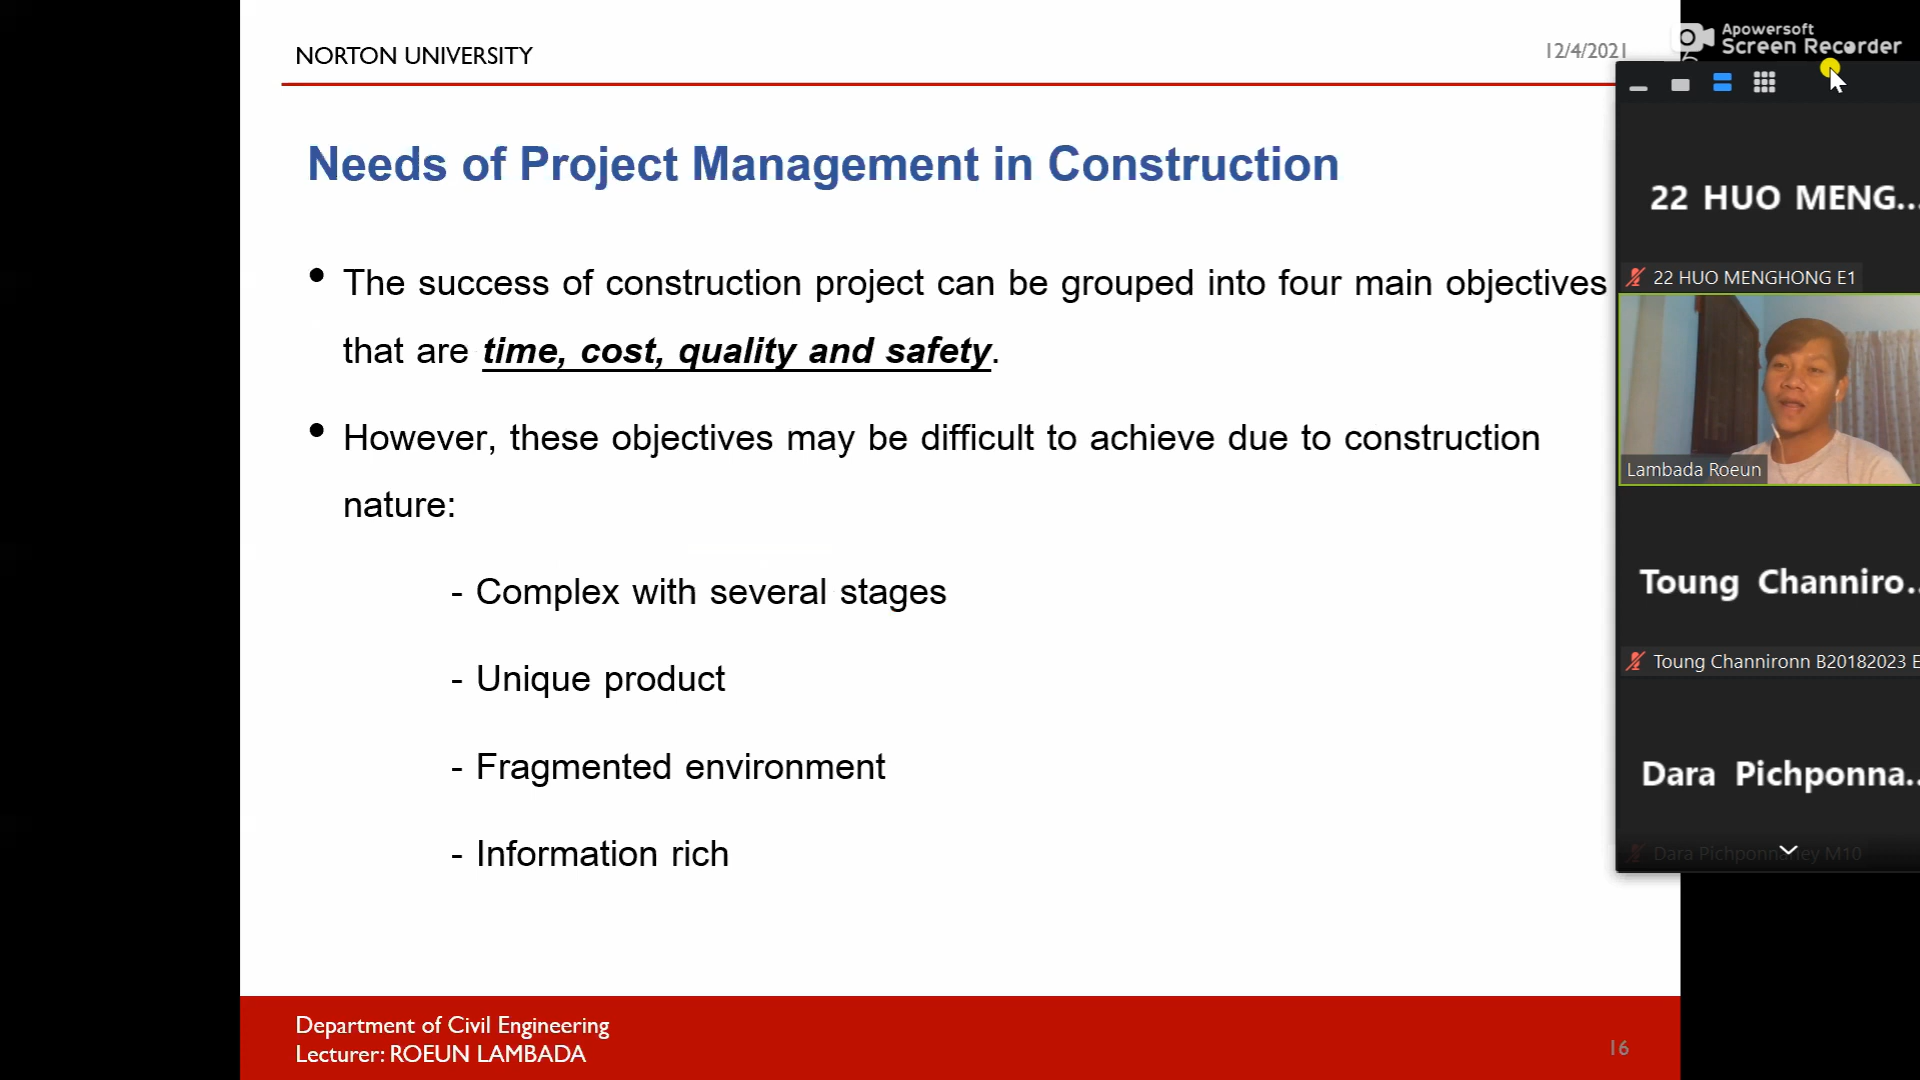 NORTON UNIVERSITY
12/4/2021
Apowersoft
Screen Recorder
Needs of Project Management in Construction
• The success of construction project can be grouped into four main objectives
that are time, cost, quality and safety.
• However, these objectives may be difficult to achieve due to construction
nature:
- Complex with several stages
- Unique product
- Fragmented environment
- Information rich
22 HUO MENG...
22 HUO MENGHONG E1
Lambada Roeun
Toung Channiro...
Toung Channironn B20182023 E
Dara Pichponna...
Department of Civil Engineering
Lecturer: ROEUN LAMBADA
16